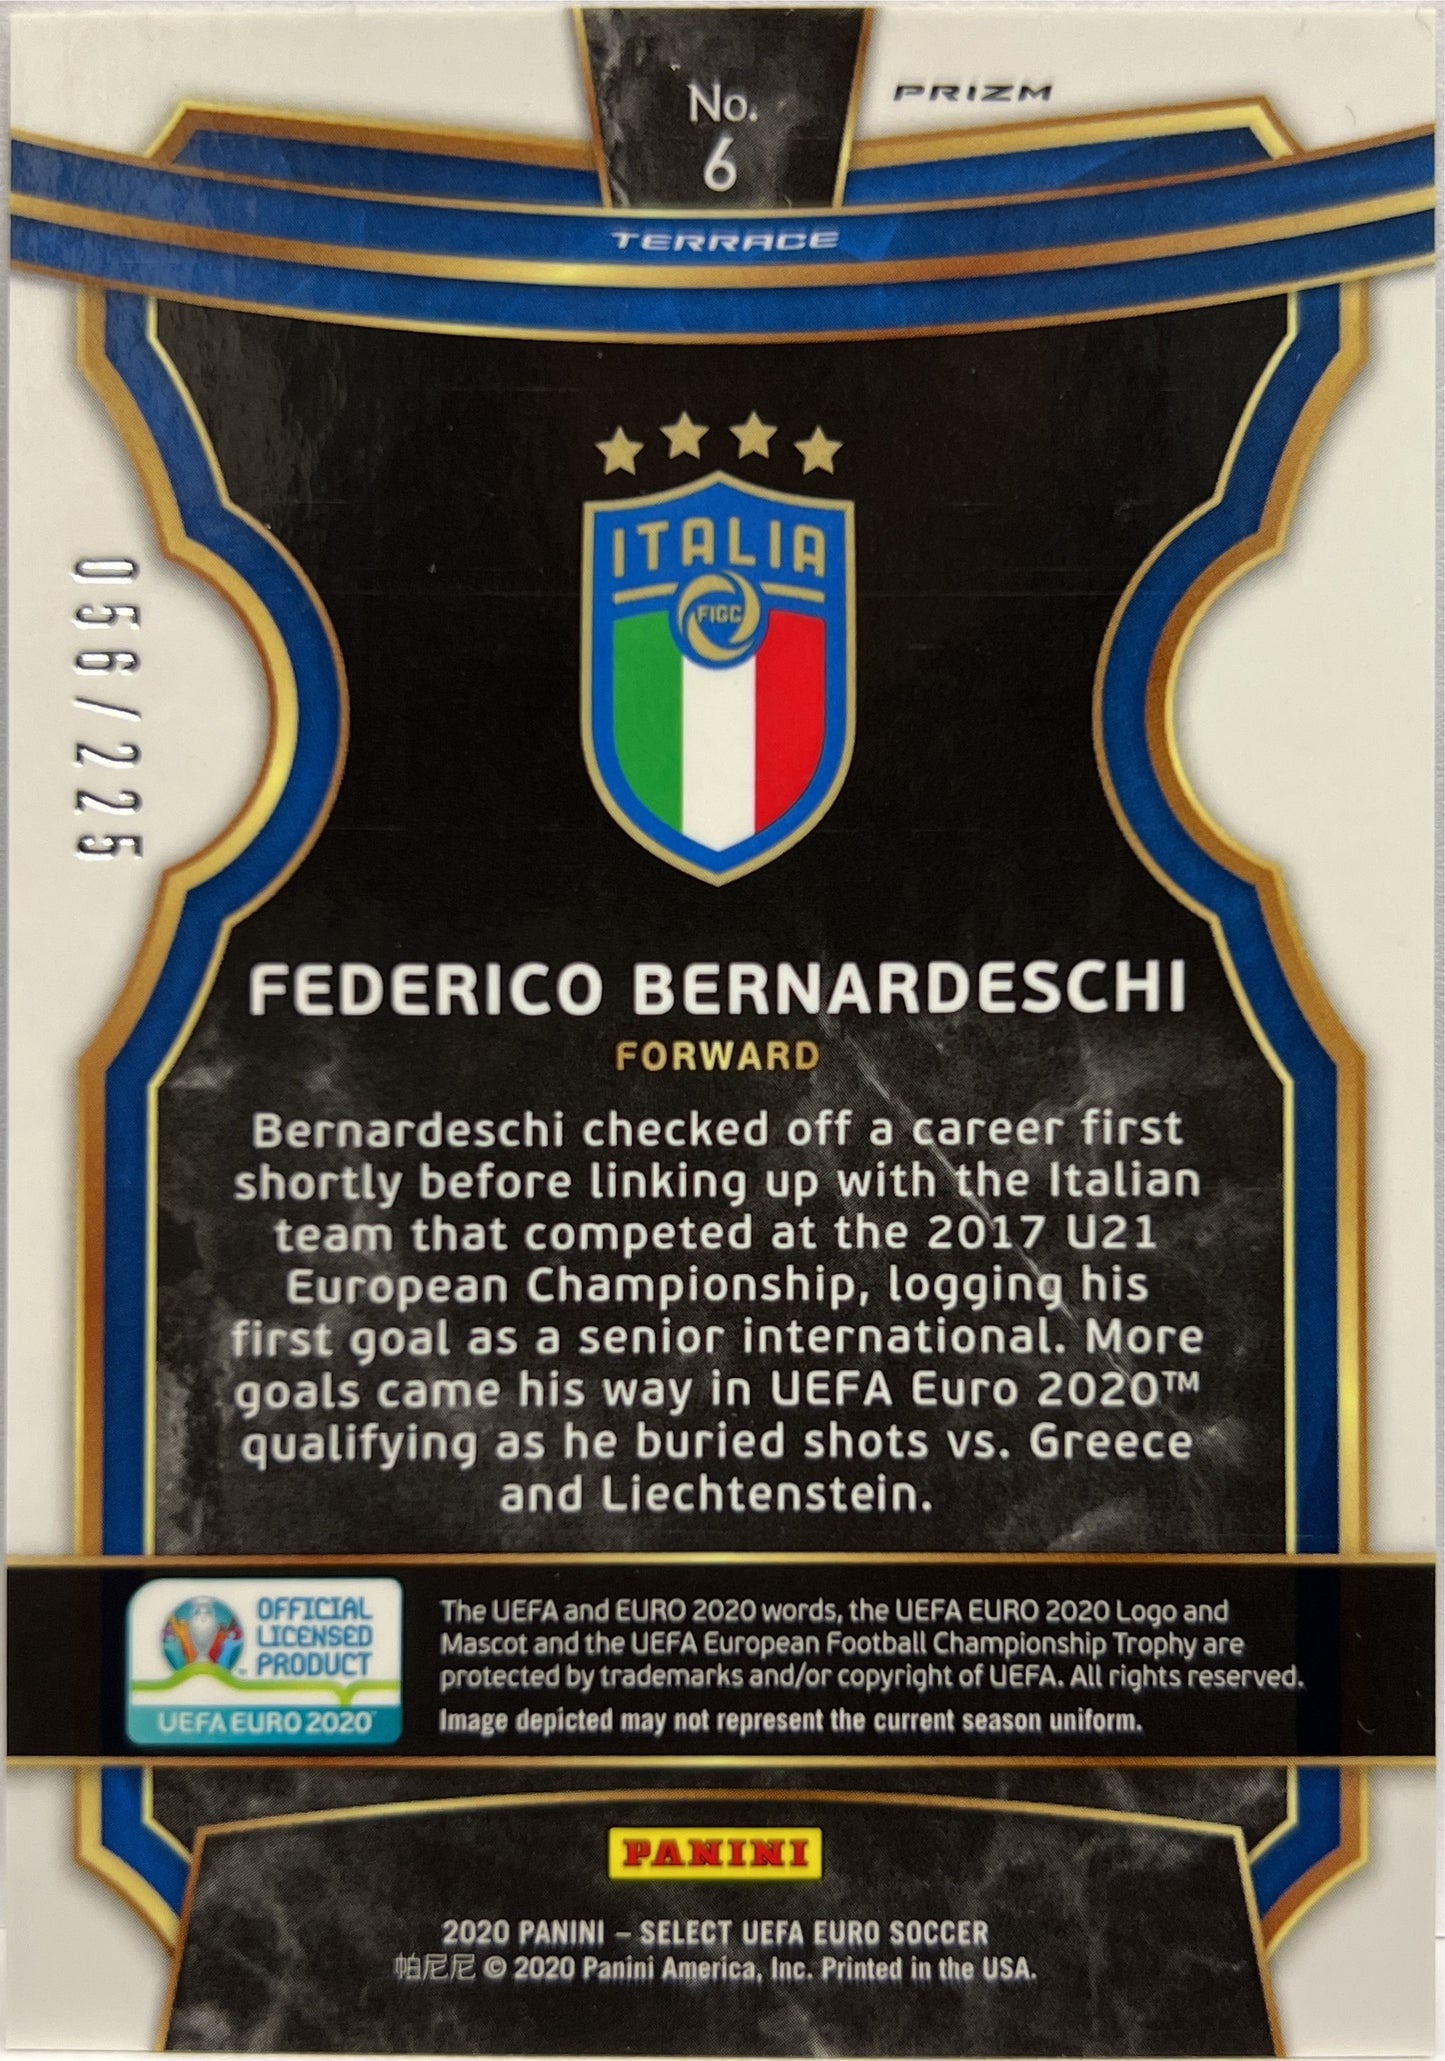 No.
6
PRIZM
TERRACE
ITALIA
FIGC
056/225
FEDERICO BERNARDESCHI
FORWARD
Bernardeschi checked off a career first
shortly before linking up with the Italian
team that competed at the 2017 U21
European Championship, logging his
first goal as a senior international. More
goals came his way in UEFA Euro 2020™
qualifying as he buried shots vs. Greece
and Liechtenstein.
OFFICIAL
LICENSED
PRODUCT
UEFA EURO 2020
The UEFA and EURO 2020 words, the UEFA EURO 2020 Logo and
Mascot and the UEFA European Football Championship Trophy are
protected by trademarks and/or copyright of UEFA. All rights reserved.
Image depicted may not represent the current season uniform.
PANINI
2020 PANINI – SELECT UEFA EURO SOCCER
帕尼尼 © 2020 Panini America, Inc. Printed in the USA.